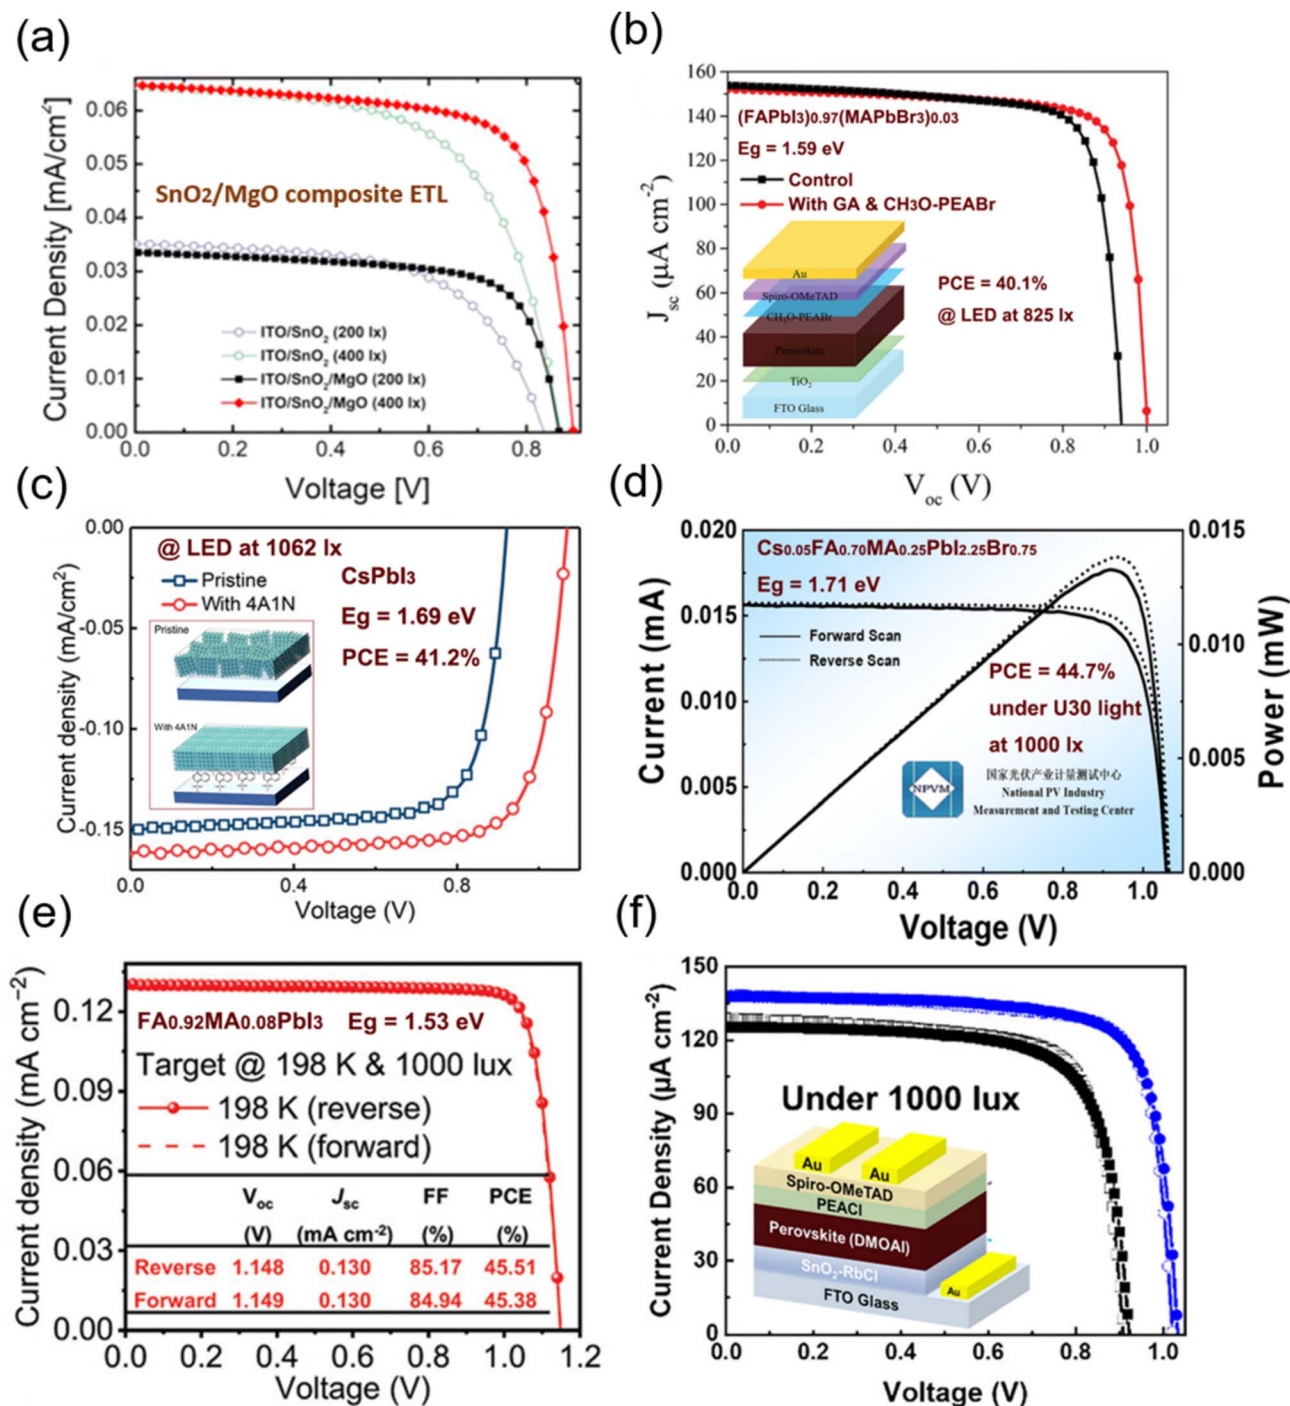 (a)
Current Density [mA/cm²]
0.06
0.05
0.04
0.03
0.02
0.01
0.00
SnO2/MgO composite ETL
ITO/SnO₂ (200 lx)
ITO/SnO₂ (400 lx)
ITO/SnO₂/MgO (200 lx)
ITO/SnO₂/MgO (400 lx)
0.0 0.2 0.4 0.6 0.8
Voltage [V]
(b)
J_sc (μA cm⁻²)
160
140
120
100
80
60
40
20
0
(FAPbI3)0.97(MAPbBr3)0.03
Eg = 1.59 eV
Control
With GA & CH3O-PEABr
Au
Spiro-OMeTAD
CH₃O-PEABr
Perovskite
TiO₂
FTO Glass
PCE = 40.1%
@ LED at 825 lx
0.0 0.2 0.4 0.6 0.8 1.0
V_oc (V)
(c)
Current density (mA/cm²)
0.00
-0.05
-0.10
-0.15
@ LED at 1062 lx
Pristine
With 4A1N
CsPbI3
Eg = 1.69 eV
PCE = 41.2%
Pristine
With 4A1N
0.0 0.4 0.8
Voltage (V)
(d)
Current (mA)
0.020
0.015
0.010
0.005
0.000
Cs0.05FA0.70MA0.25PbI2.25Br0.75
Eg = 1.71 eV
Forward Scan
Reverse Scan
PCE = 44.7%
under U30 light
at 1000 lx
NPVM
国家光伏产业计量测试中心
National PV Industry
Measurement and Testing Center
0.015
0.010
0.005
0.000
Power (mW)
0.0 0.2 0.4 0.6 0.8 1.0
Voltage (V)
(e)
Current density (mA cm⁻²)
0.12
0.09
0.06
0.03
0.00
FA0.92MA0.08PbI3 Eg = 1.53 eV
Target @ 198 K & 1000 lux
198 K (reverse)
198 K (forward)
V_oc J_sc FF PCE
(V) (mA cm⁻²) (%) (%)
Reverse 1.148 0.130 85.17 45.51
Forward 1.149 0.130 84.94 45.38
0.0 0.2 0.4 0.6 0.8 1.0 1.2
Voltage (V)
(f)
Current Density (μA cm⁻²)
150
120
90
60
30
0
Under 1000 lux
Au
Au
Spiro-OMeTAD
PEACl
Perovskite (DMOAI)
SnO₂-RbCl
Au
FTO Glass
0.0 0.2 0.4 0.6 0.8 1.0
Voltage (V)